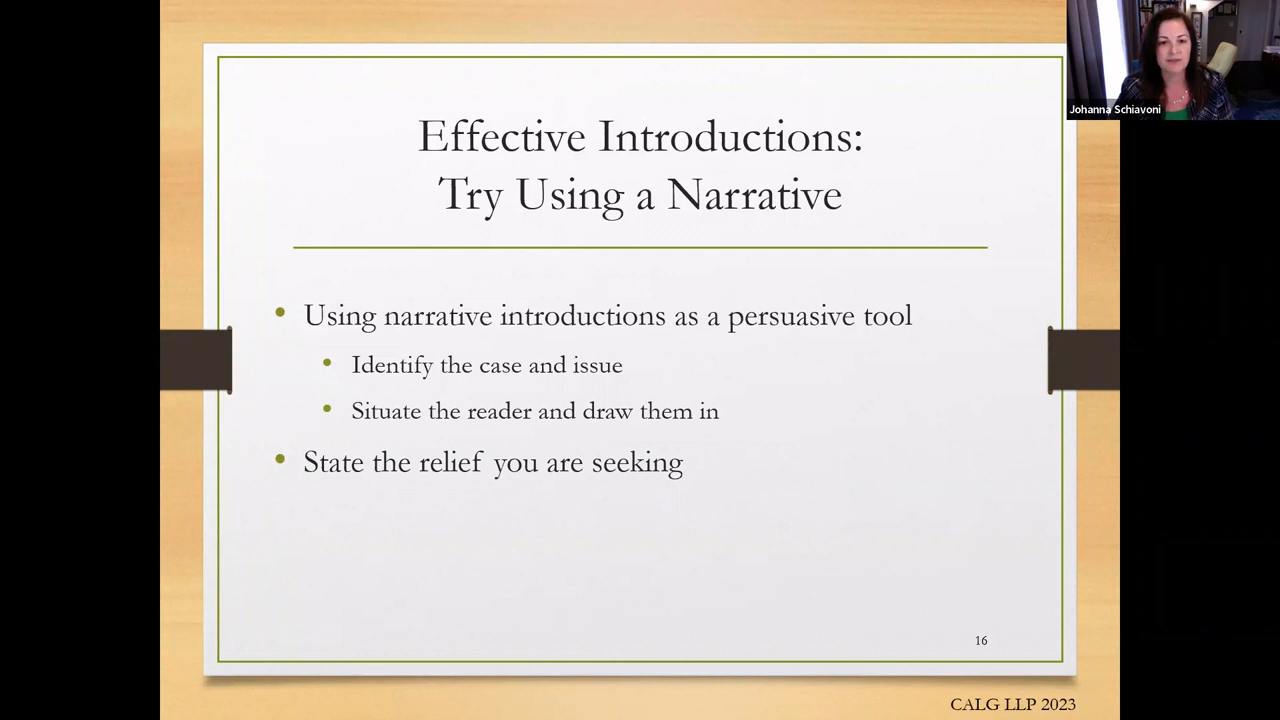 Johanna Schiavoni
Effective Introductions:
Try Using a Narrative
• Using narrative introductions as a persuasive tool
• Identify the case and issue
• Situate the reader and draw them in
• State the relief you are seeking
16
CALG LLP 2023